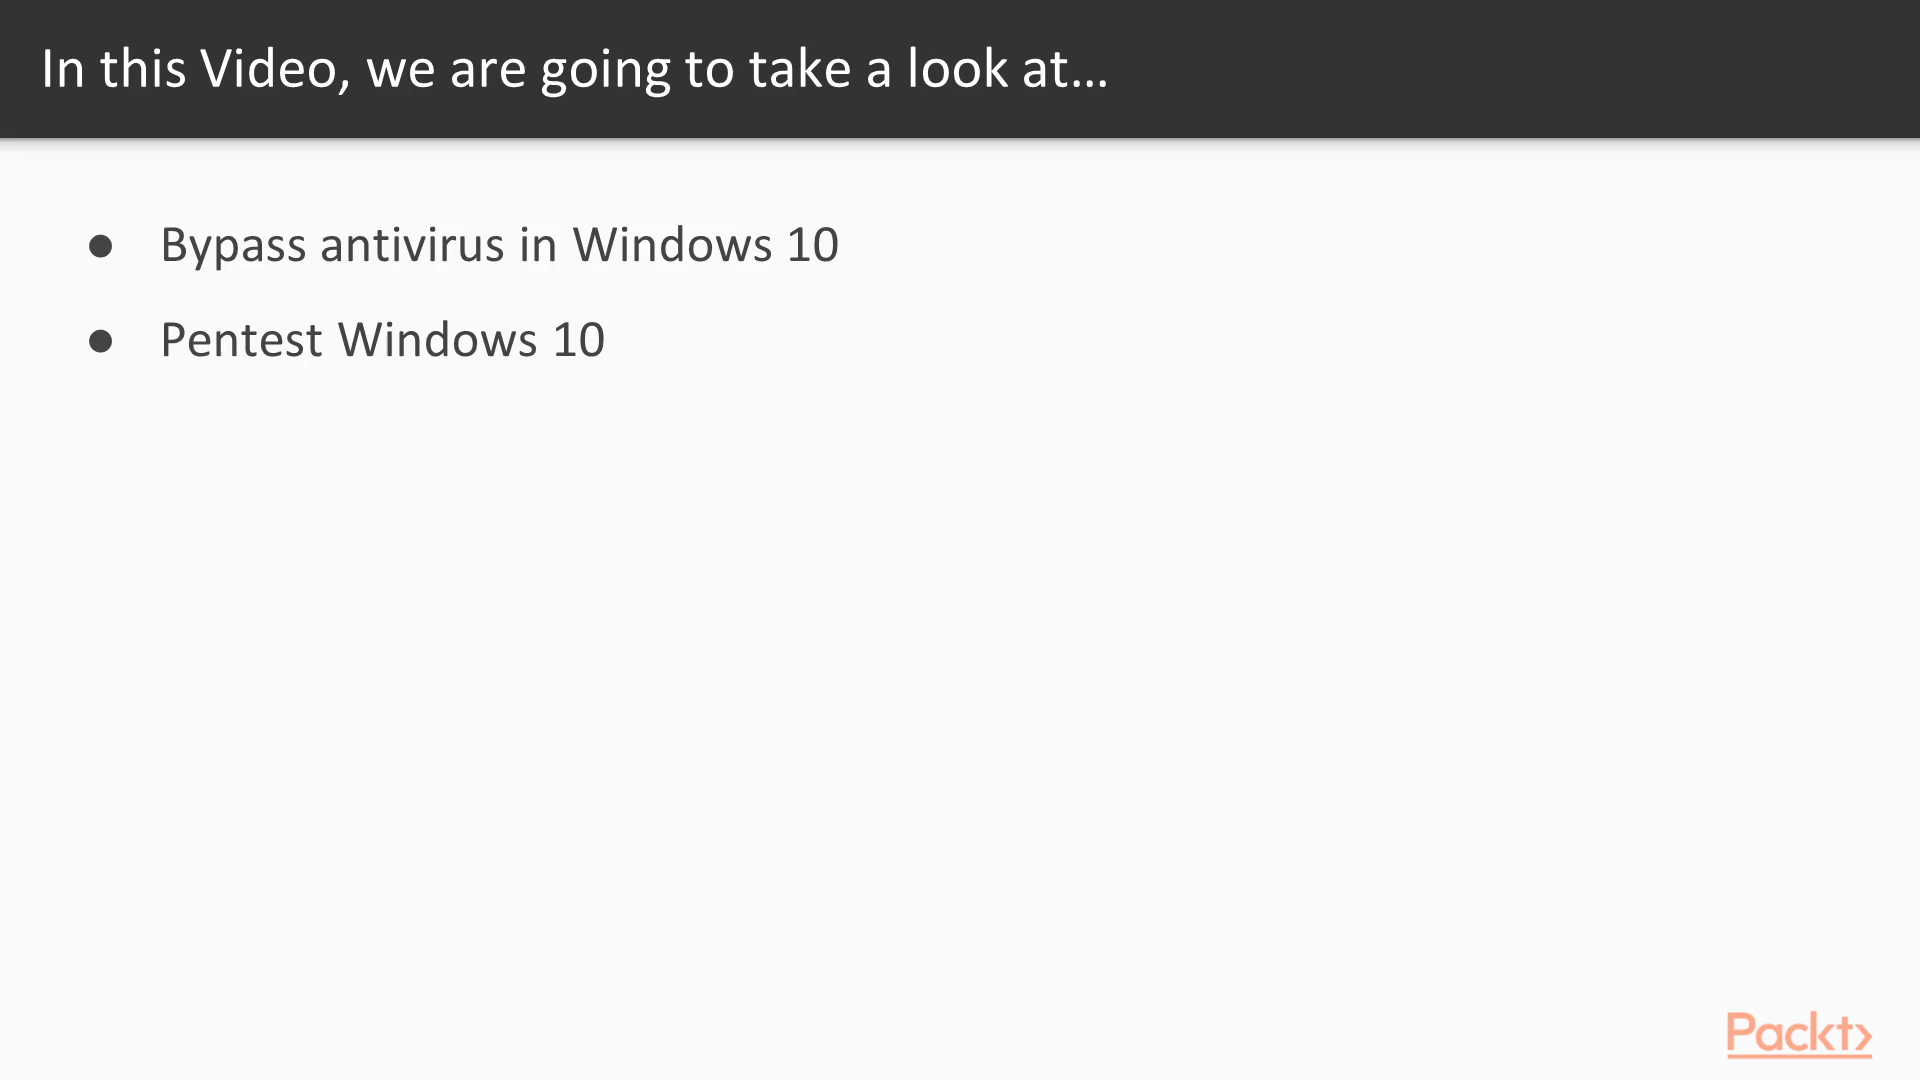 In this Video, we are going to take a look at…
● Bypass antivirus in Windows 10
● Pentest Windows 10
Packt>